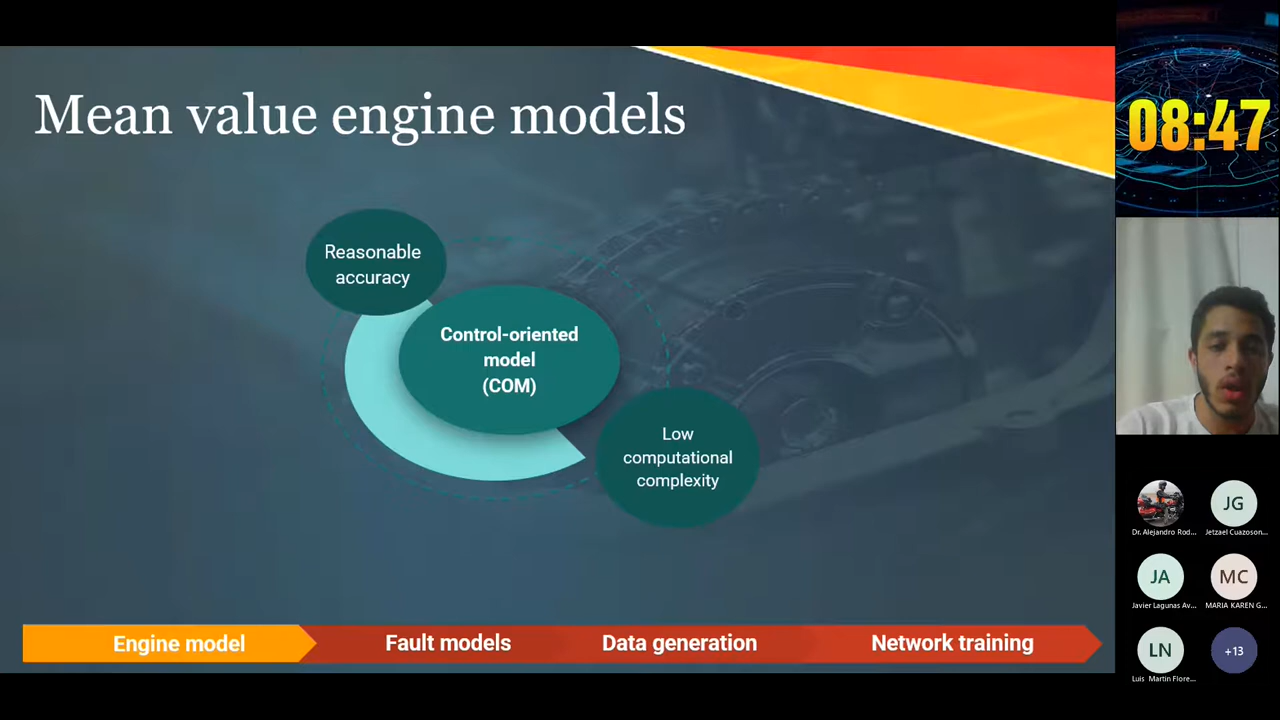 Mean value engine models
Reasonable
accuracy
Control-oriented
model
(COM)
Low
computational
complexity
Engine model
Fault models
Data generation
Network training
08:47
Dr. Alejandro Rod...
JG
Jetzael Cuazoson...
JA
Javier Lagunas Av...
MC
MARIA KAREN G...
LN
Luis Martin Flore...
+13